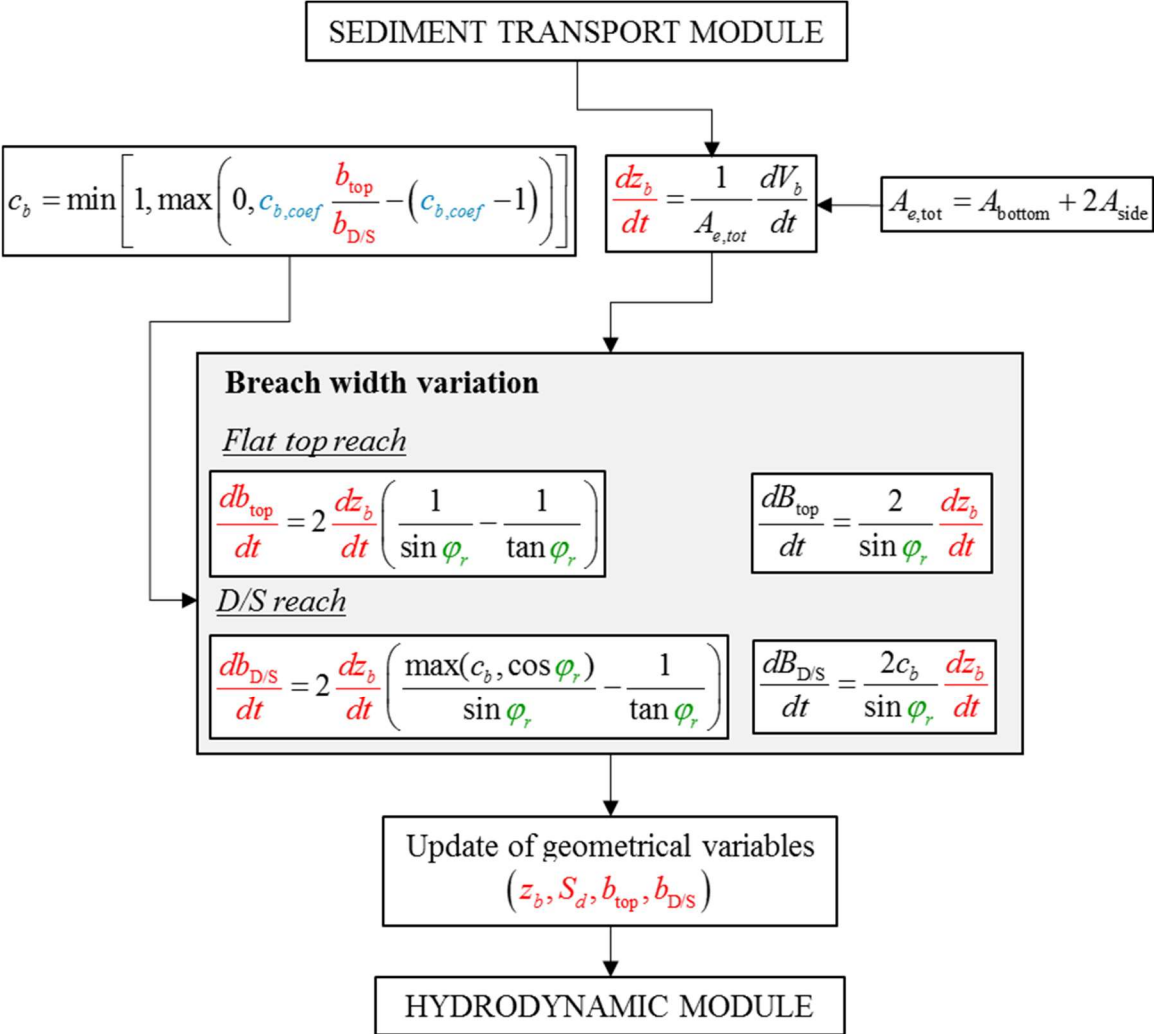 SEDIMENT TRANSPORT MODULE
c_b = min[1, max(0, c_{b,coef} b_top/b_{D/S} − (c_{b,coef} − 1))]
dz_b/dt = 1/A_{e,tot} dV_b/dt
A_{e,tot} = A_bottom + 2A_side
Breach width variation
Flat top reach
db_top/dt = 2 dz_b/dt (1/sin φ_r − 1/tan φ_r)
dB_top/dt = 2/sin φ_r dz_b/dt
D/S reach
db_{D/S}/dt = 2 dz_b/dt (max(c_b, cos φ_r)/sin φ_r − 1/tan φ_r)
dB_{D/S}/dt = 2c_b/sin φ_r dz_b/dt
Update of geometrical variables
(z_b, S_d, b_top, b_{D/S})
HYDRODYNAMIC MODULE